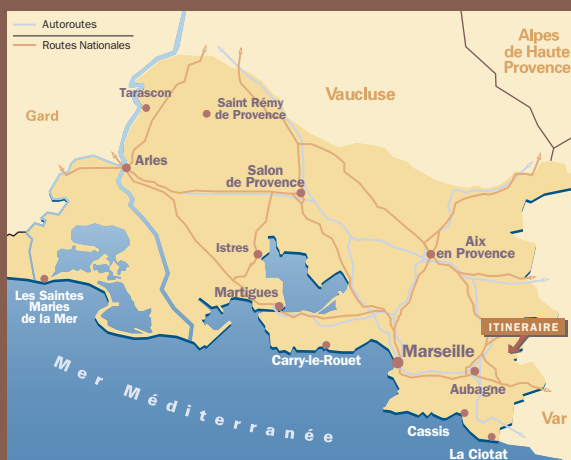 Autoroutes
Routes Nationales
Alpes
de Haute
Provence
Tarascon
Saint Rémy
de Provence
Vaucluse
Gard
Arles
Salon
de Provence
Istres
Aix
en Provence
Les Saintes
Maries
de la Mer
Martigues
ITINERAIRE
Carry-le-Rouet
Marseille
Aubagne
Mer Méditerranée
Cassis
Var
La Ciotat